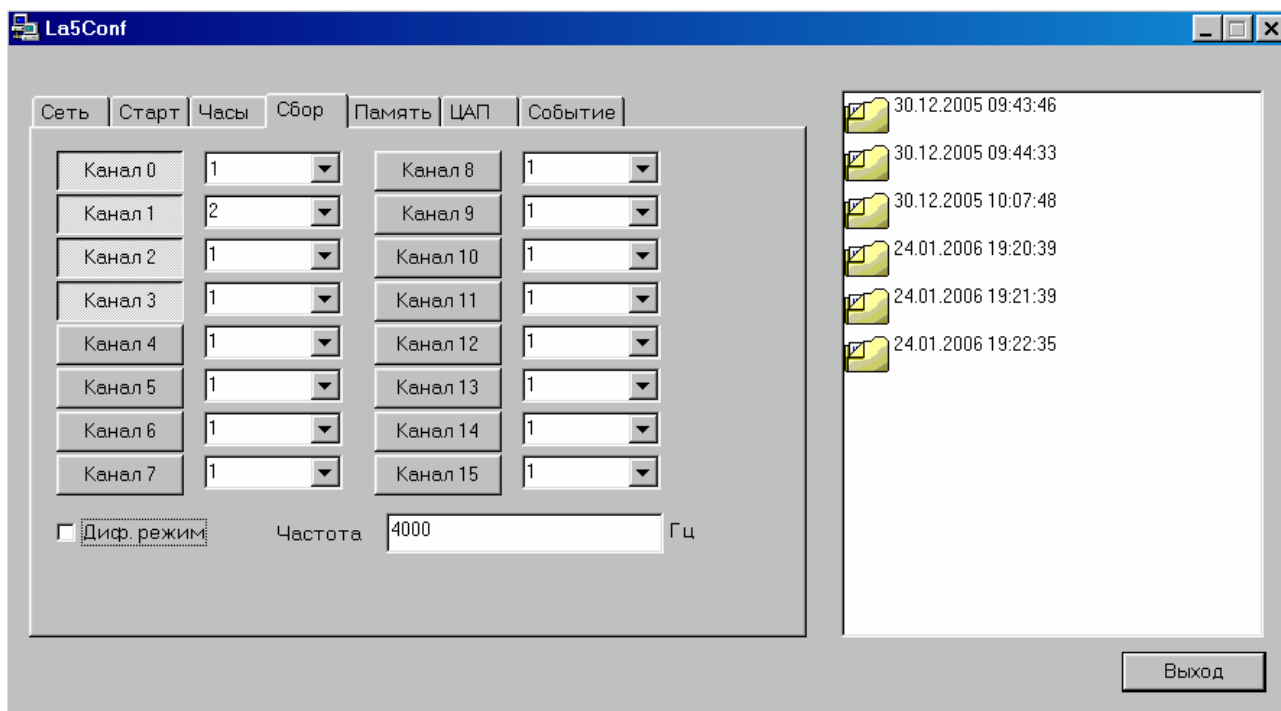 La5Conf
Сеть Старт Часы Сбор Память ЦАП Событие
Канал 0 1 Канал 8 1
Канал 1 2 Канал 9 1
Канал 2 1 Канал 10 1
Канал 3 1 Канал 11 1
Канал 4 1 Канал 12 1
Канал 5 1 Канал 13 1
Канал 6 1 Канал 14 1
Канал 7 1 Канал 15 1
Диф. режим Частота 4000 Гц
30.12.2005 09:43:46
30.12.2005 09:44:33
30.12.2005 10:07:48
24.01.2006 19:20:39
24.01.2006 19:21:39
24.01.2006 19:22:35
Выход